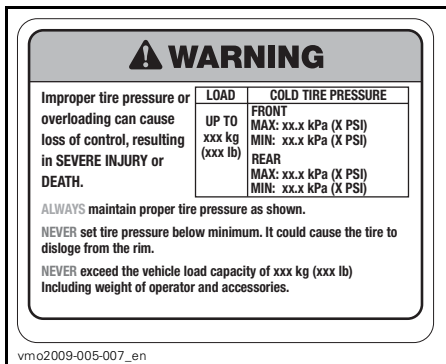 WARNING
Improper tire pressure or
overloading can cause
loss of control, resulting
in SEVERE INJURY or
DEATH.
LOAD COLD TIRE PRESSURE
UP TO
xxx kg
(xxx lb)
FRONT
MAX: xx.x kPa (X PSI)
MIN: xx.x kPa (X PSI)
REAR
MAX: xx.x kPa (X PSI)
MIN: xx.x kPa (X PSI)
ALWAYS maintain proper tire pressure as shown.
NEVER set tire pressure below minimum. It could cause the tire to
disloge from the rim.
NEVER exceed the vehicle load capacity of xxx kg (xxx lb)
Including weight of operator and accessories.
vmo2009-005-007_en